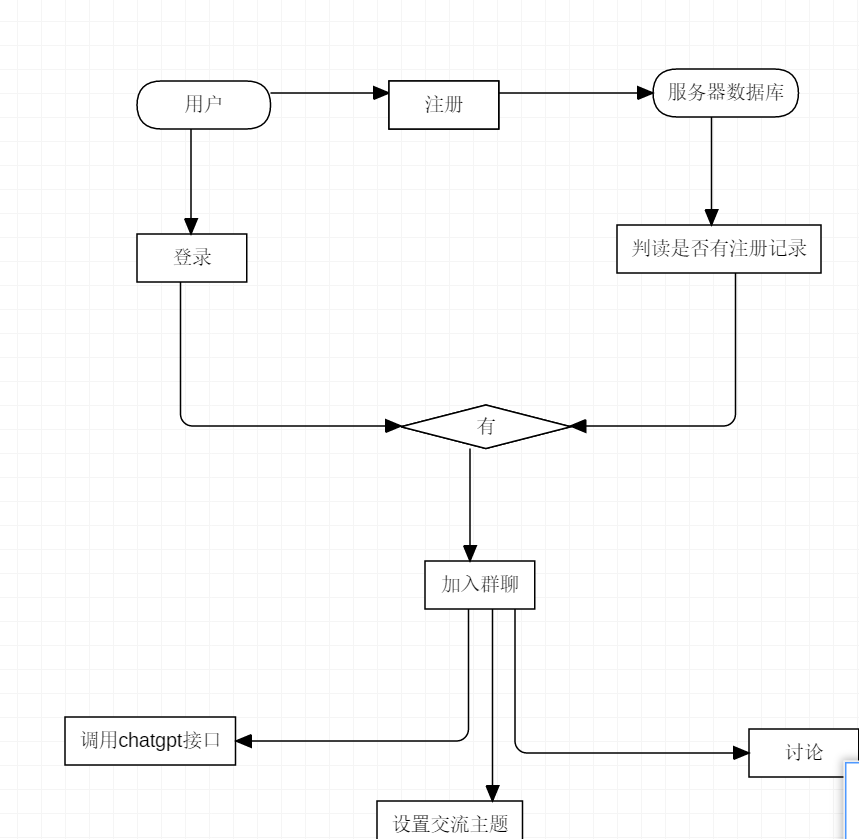 用户
注册
服务器数据库
登录
判读是否有注册记录
有
加入群聊
调用chatgpt接口
讨论
设置交流主题